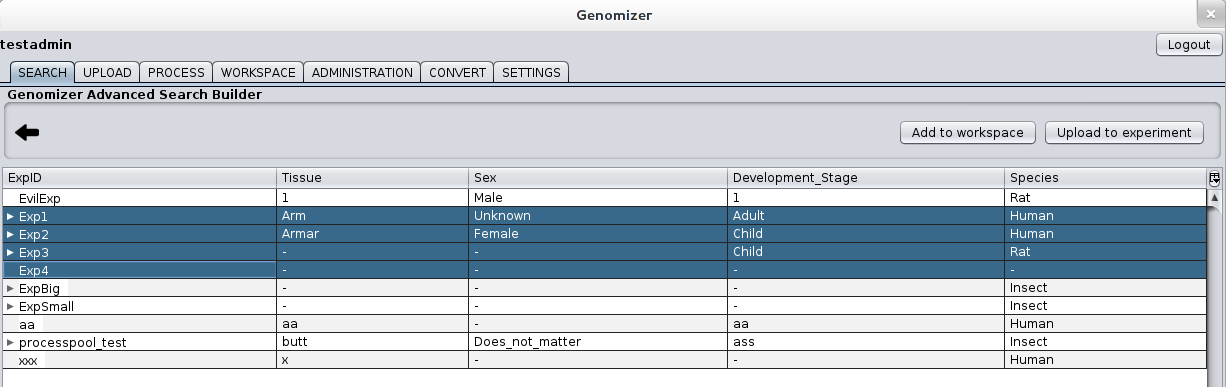 Genomizer
testadmin
Logout
SEARCH UPLOAD PROCESS WORKSPACE ADMINISTRATION CONVERT SETTINGS
Genomizer Advanced Search Builder
Add to workspace Upload to experiment
ExpID Tissue Sex Development_Stage Species
EvilExp 1 Male 1 Rat
Exp1 Arm Unknown Adult Human
Exp2 Armar Female Child Human
Exp3 - - Child Rat
Exp4 - - - -
ExpBig - - - Insect
ExpSmall - - - Insect
aa aa - aa Human
processpool_test butt Does_not_matter ass Insect
xxx x - - Human